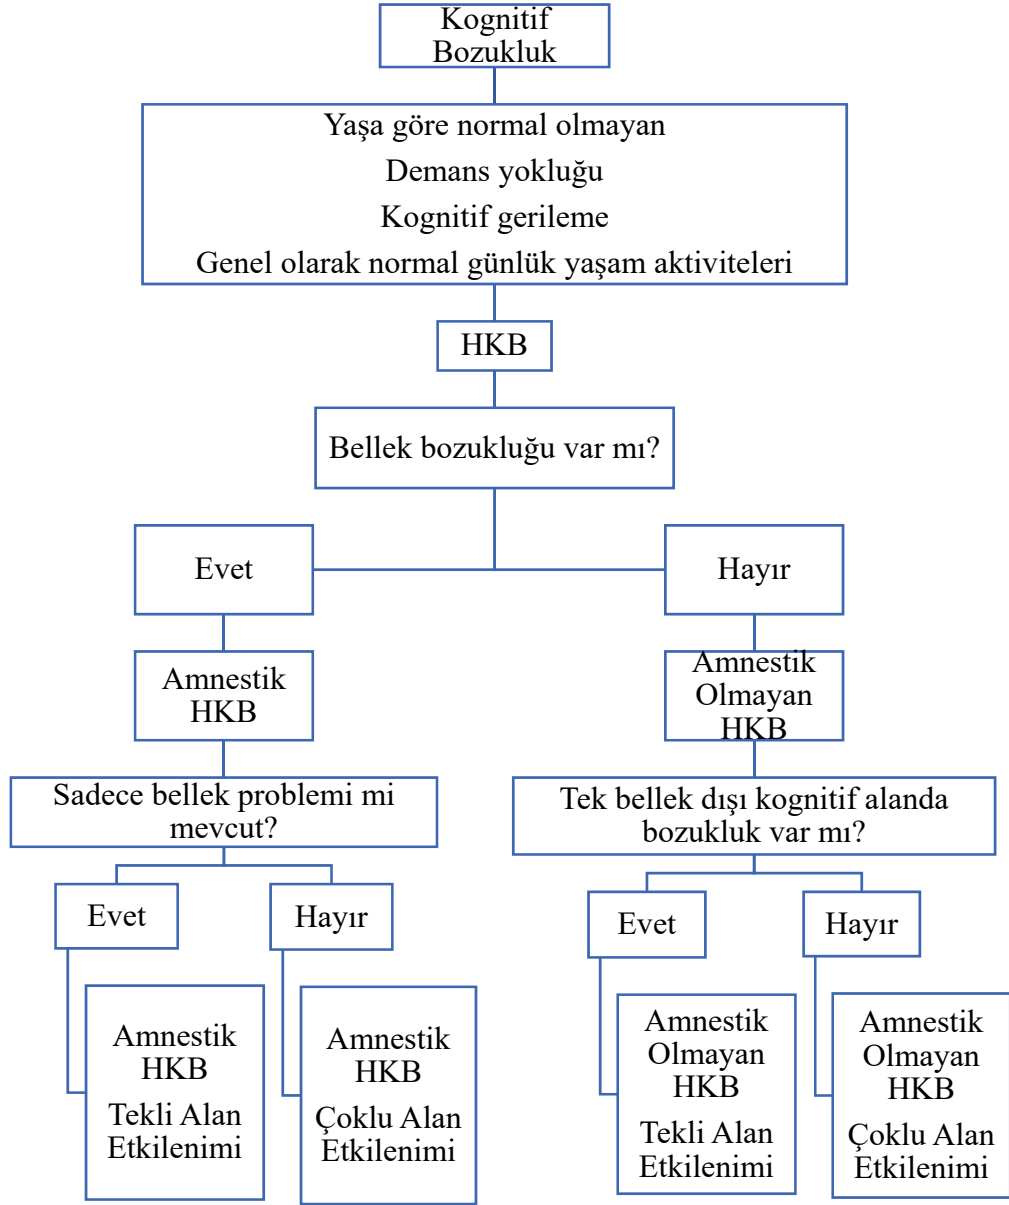 Kognitif
Bozukluk
Yaşa göre normal olmayan
Demans yokluğu
Kognitif gerileme
Genel olarak normal günlük yaşam aktiviteleri
HKB
Bellek bozukluğu var mı?
Evet
Hayır
Amnestik
HKB
Amnestik
Olmayan
HKB
Sadece bellek problemi mi
mevcut?
Tek bellek dışı kognitif alanda
bozukluk var mı?
Evet
Hayır
Evet
Hayır
Amnestik
HKB
Tekli Alan
Etkilenimi
Amnestik
HKB
Çoklu Alan
Etkilenimi
Amnestik
Olmayan
HKB
Tekli Alan
Etkilenimi
Amnestik
Olmayan
HKB
Çoklu Alan
Etkilenimi